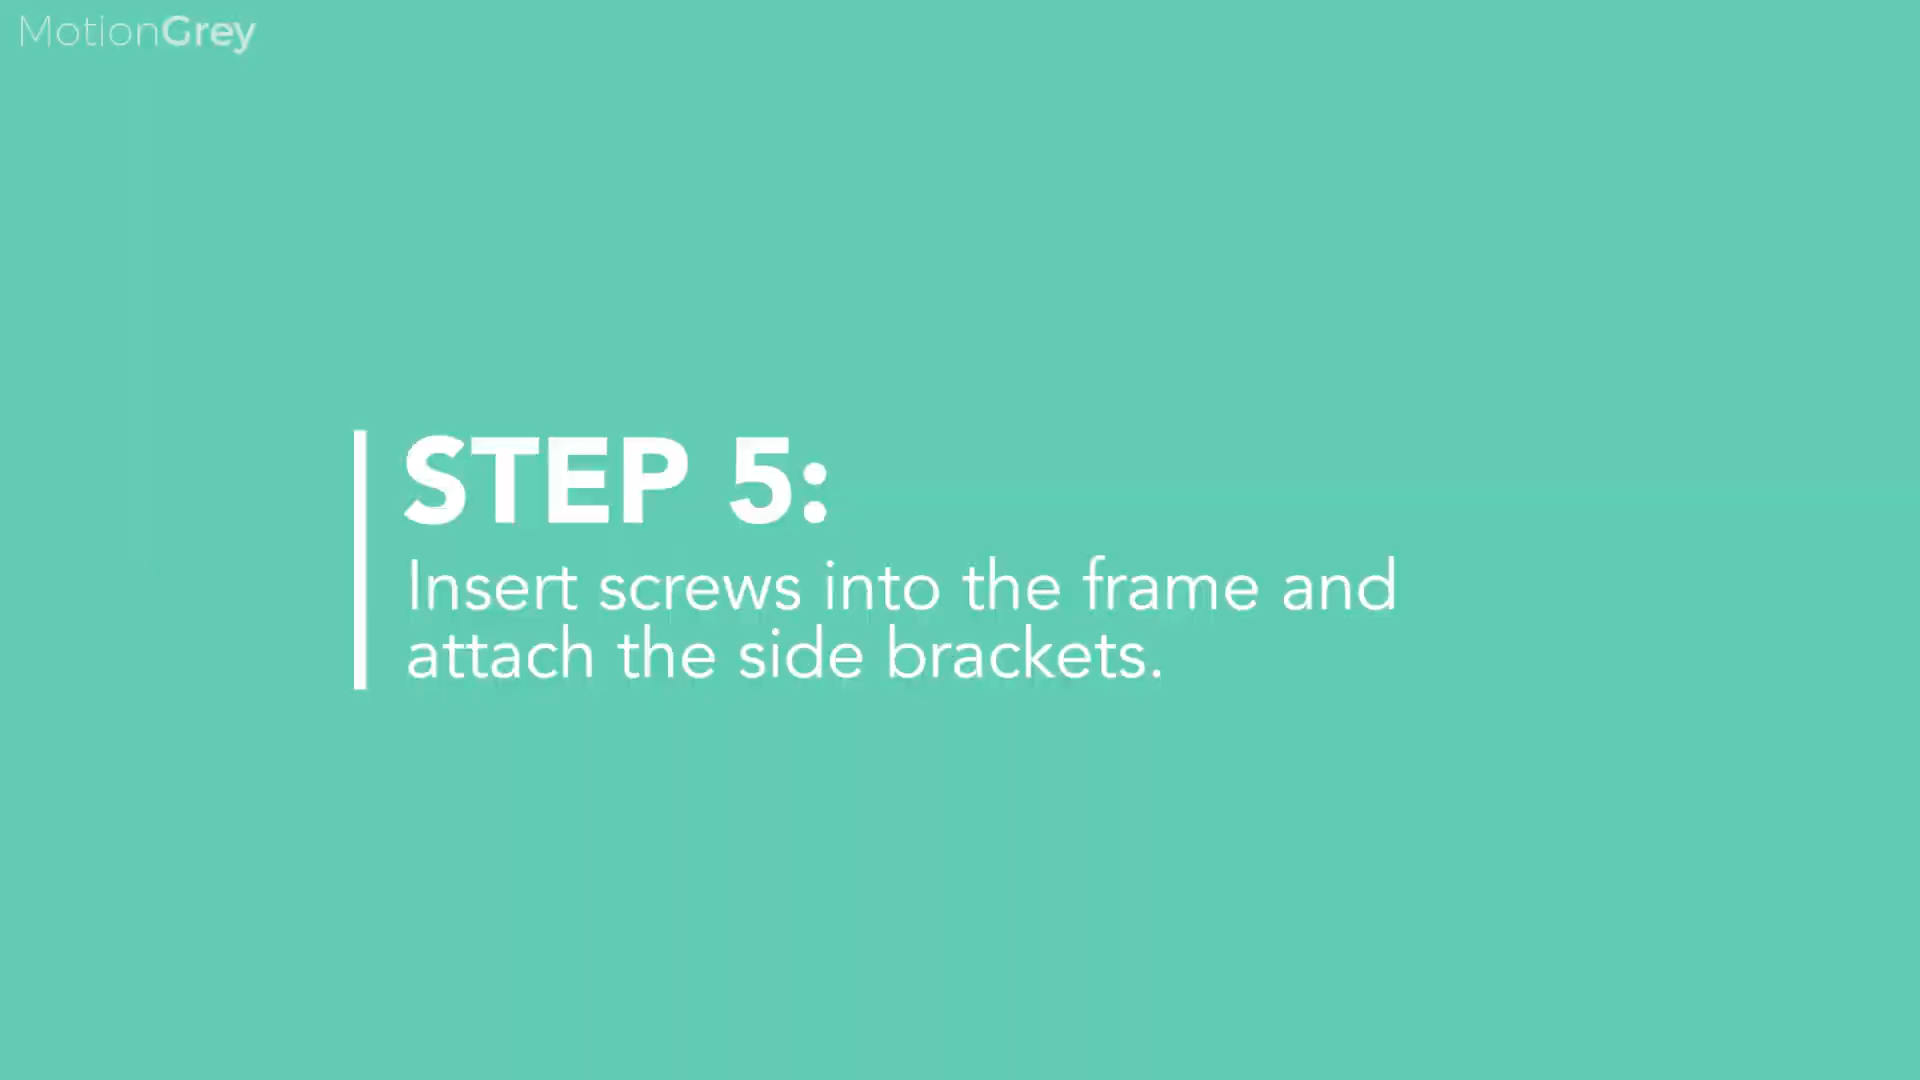 MotionGrey
STEP 5:
Insert screws into the frame and
attach the side brackets.